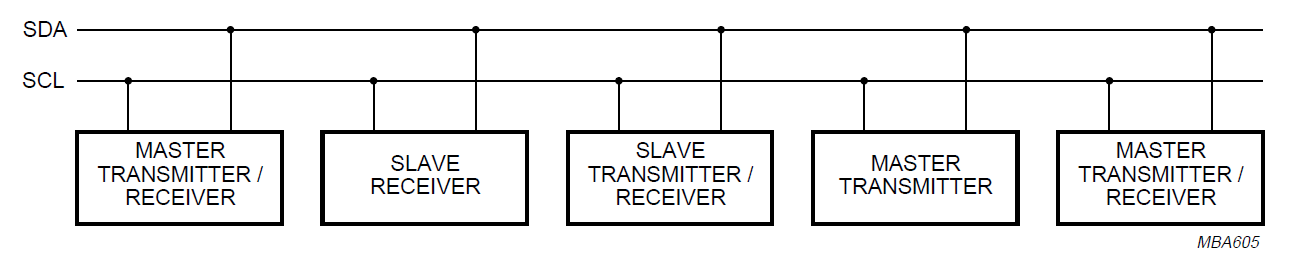 SDA
SCL
MASTER
TRANSMITTER /
RECEIVER
SLAVE
RECEIVER
SLAVE
TRANSMITTER /
RECEIVER
MASTER
TRANSMITTER
MASTER
TRANSMITTER /
RECEIVER
MBA605